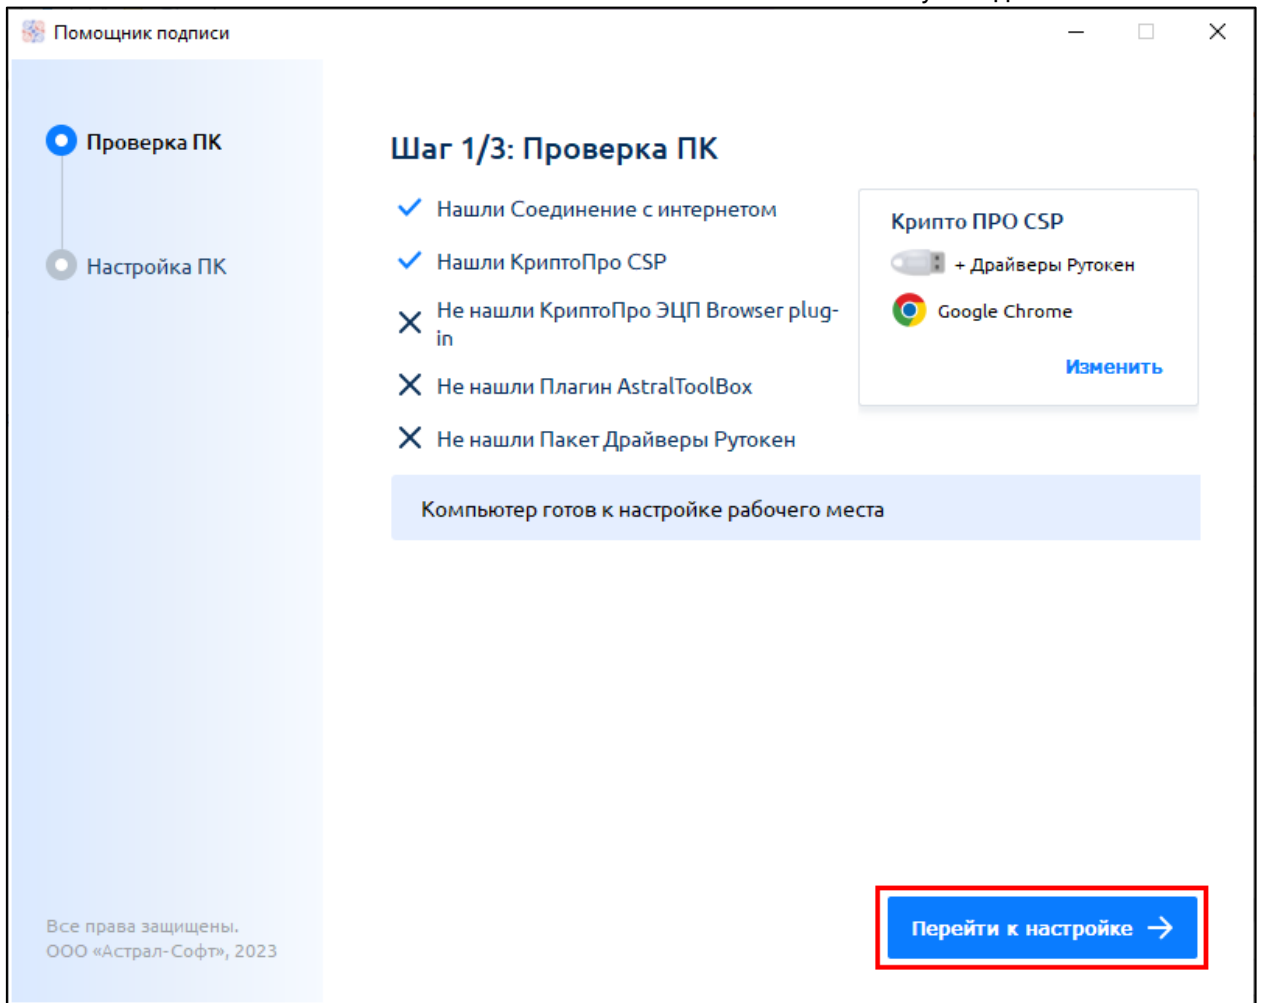 Помощник подписи
Проверка ПК
Настройка ПК
Шаг 1/3: Проверка ПК
Нашли Соединение с интернетом
Нашли КриптоПро CSP
Не нашли КриптоПро ЭЦП Browser plug-
in
Не нашли Плагин AstralToolBox
Не нашли Пакет Драйверы Рутокен
Крипто ПРО CSP
+ Драйверы Рутокен
Google Chrome
Изменить
Компьютер готов к настройке рабочего места
Все права защищены.
ООО «Астрал-Софт», 2023
Перейти к настройке